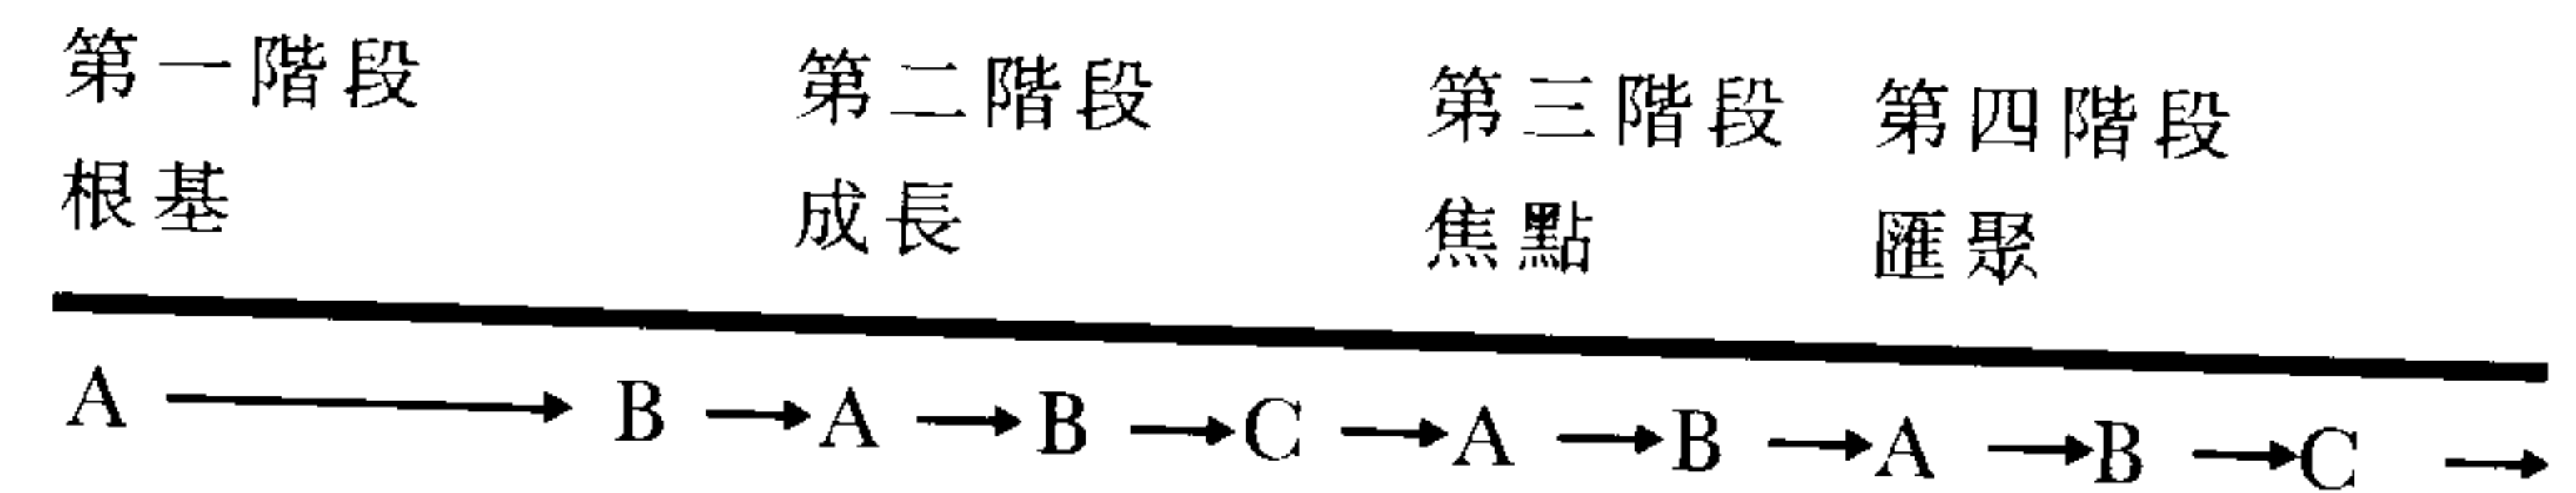 第一階段 第二階段 第三階段 第四階段
根基 成長 焦點 匯聚
A → B → A → B → C → A → B → A → B → C →